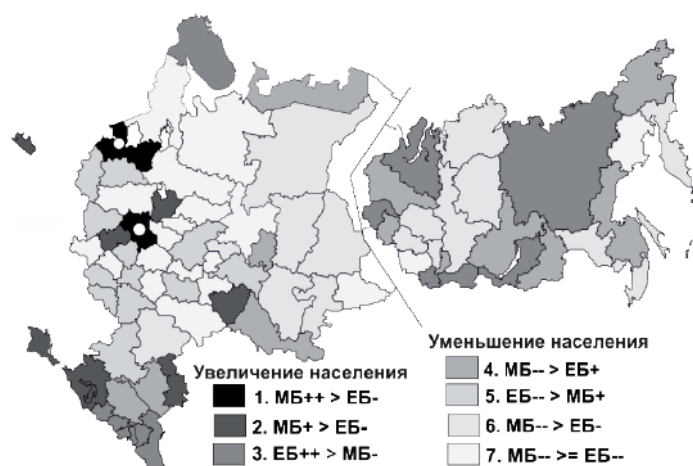 Увеличение населения
1. МБ++ > ЕБ-
2. МБ+ > ЕБ-
3. ЕБ++ > МБ-
Уменьшение населения
4. МБ-- > ЕБ+
5. ЕБ-- > МБ+
6. МБ-- > ЕБ-
7. МБ-- >= ЕБ--